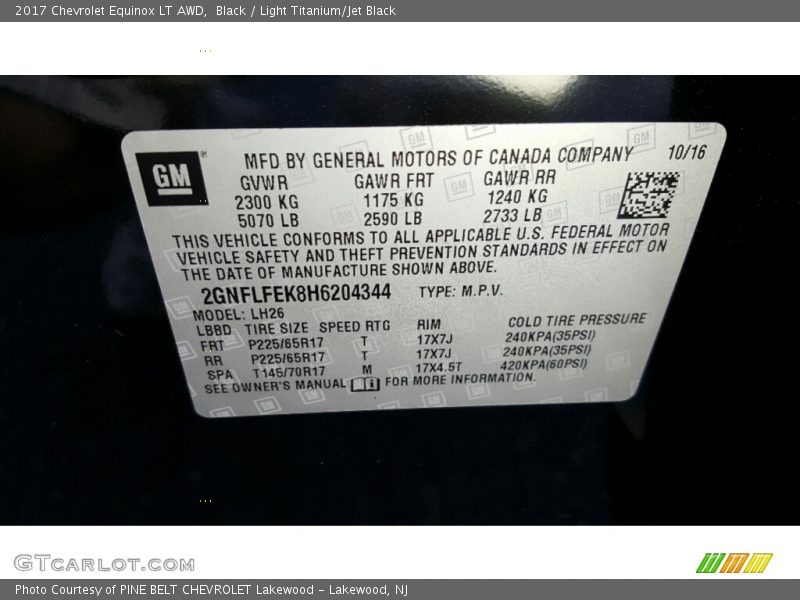 2017 Chevrolet Equinox LT AWD,  Black / Light Titanium/Jet Black
GM
MFD BY GENERAL MOTORS OF CANADA COMPANY 10/16
GVWR GAWR FRT GAWR RR
2300 KG 1175 KG 1240 KG
5070 LB 2590 LB 2733 LB
THIS VEHICLE CONFORMS TO ALL APPLICABLE U.S. FEDERAL MOTOR
VEHICLE SAFETY AND THEFT PREVENTION STANDARDS IN EFFECT ON
THE DATE OF MANUFACTURE SHOWN ABOVE.
2GNFLFEK8H6204344 TYPE: M.P.V.
MODEL: LH26
LBBD TIRE SIZE SPEED RTG RIM COLD TIRE PRESSURE
FRT P225/65R17 T 17X7J 240KPA(35PSI)
RR P225/65R17 T 17X7J 240KPA(35PSI)
SPA T145/70R17 M 17X4.5T 420KPA(60PSI)
SEE OWNER'S MANUAL FOR MORE INFORMATION.
GTCARLOT.COM
Photo Courtesy of PINE BELT CHEVROLET Lakewood - Lakewood, NJ